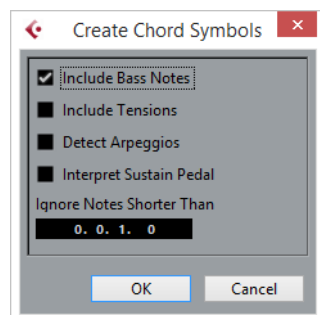 Create Chord Symbols
Include Bass Notes
Include Tensions
Detect Arpeggios
Interpret Sustain Pedal
Ignore Notes Shorter Than
0. 0. 1. 0
OK Cancel